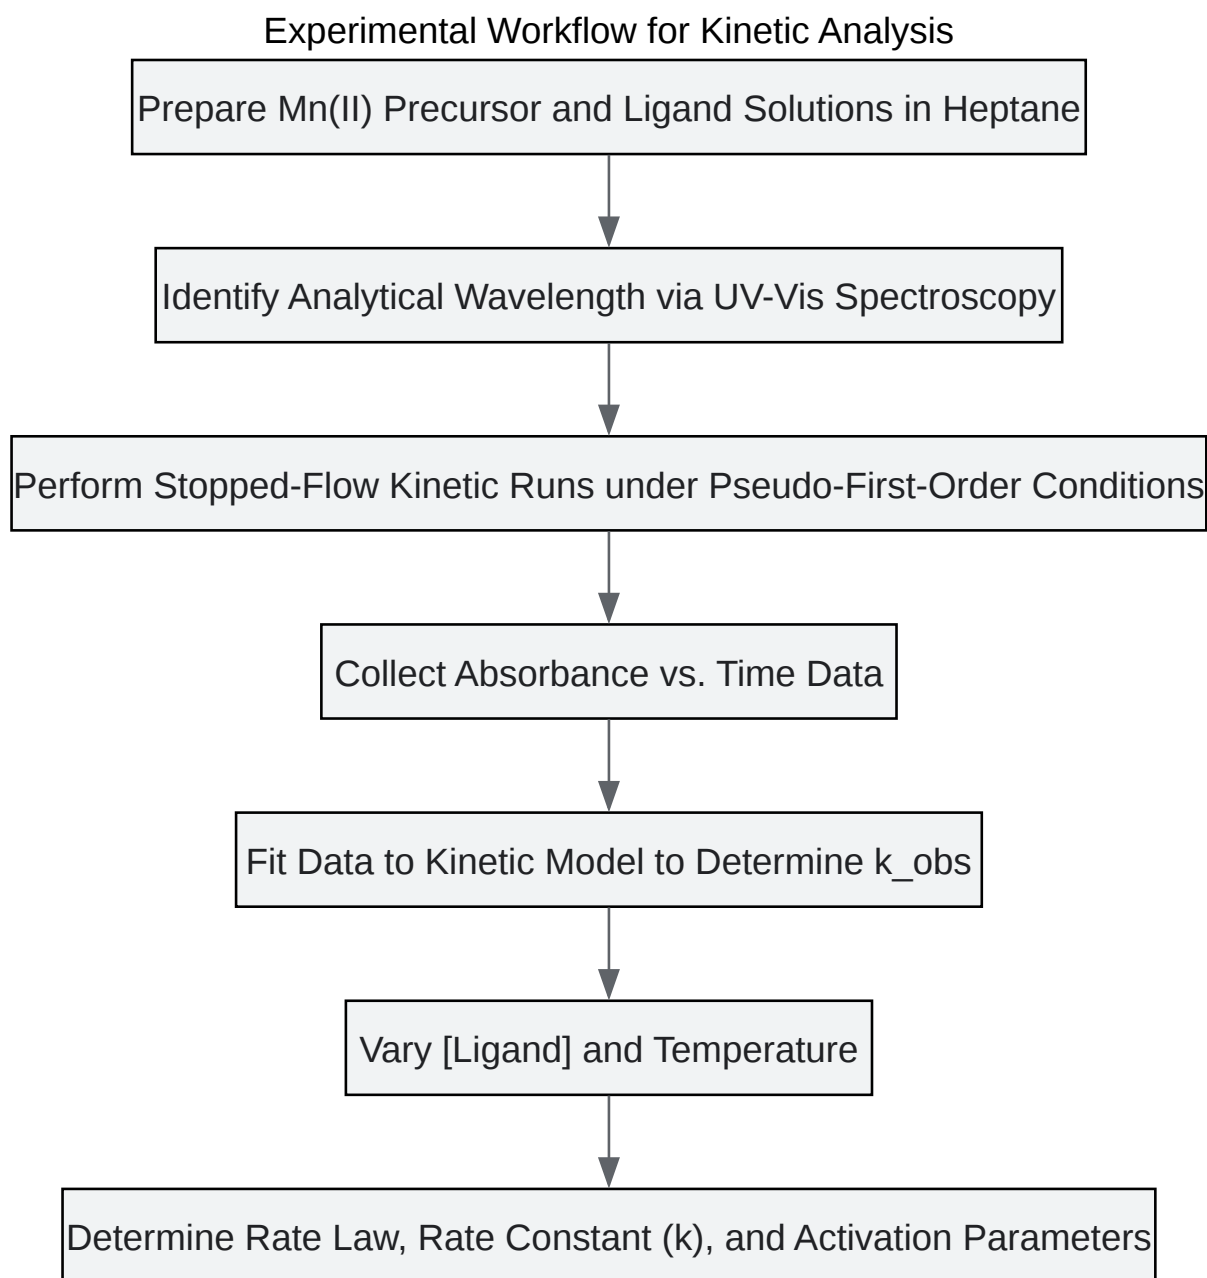 Experimental Workflow for Kinetic Analysis
Prepare Mn(II) Precursor and Ligand Solutions in Heptane
Identify Analytical Wavelength via UV-Vis Spectroscopy
Perform Stopped-Flow Kinetic Runs under Pseudo-First-Order Conditions
Collect Absorbance vs. Time Data
Fit Data to Kinetic Model to Determine k_obs
Vary [Ligand] and Temperature
Determine Rate Law, Rate Constant (k), and Activation Parameters